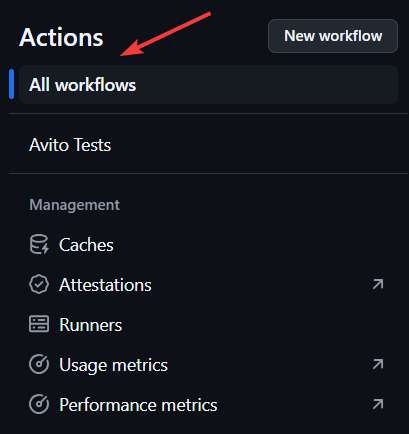 Actions
New workflow
All workflows
Avito Tests
Management
Caches
Attestations
Runners
Usage metrics
Performance metrics